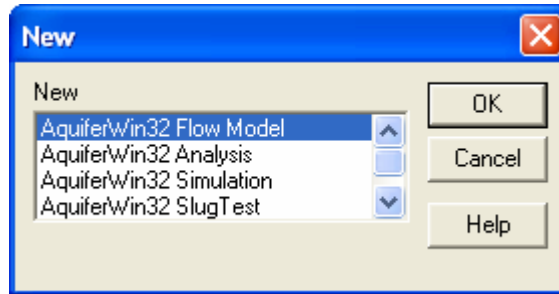 New
New
AquiferWin32 Flow Model
AquiferWin32 Analysis
AquiferWin32 Simulation
AquiferWin32 SlugTest
OK
Cancel
Help